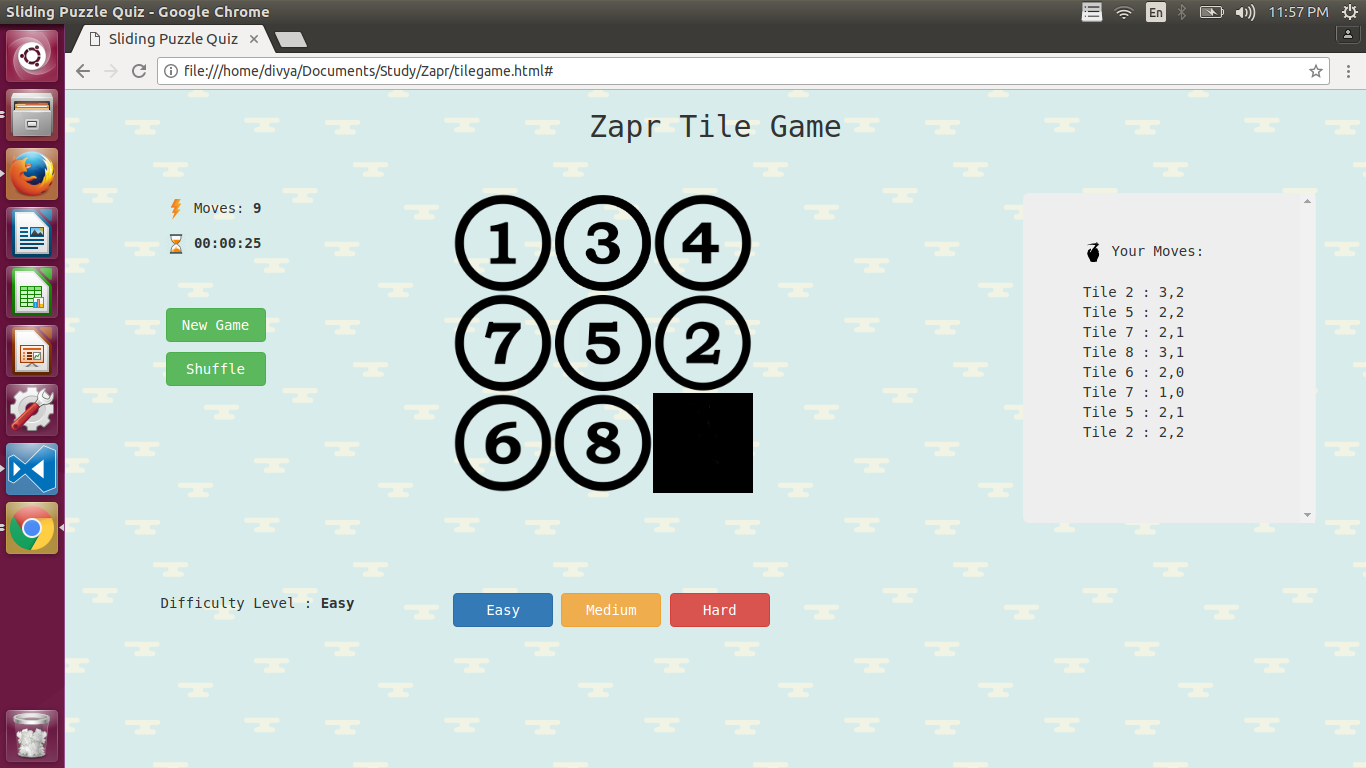 Sliding Puzzle Quiz - Google Chrome
En
11:57 PM
Sliding Puzzle Quiz
file:///home/divya/Documents/Study/Zapr/tilegame.html#
Zapr Tile Game
Moves: 9
00:00:25
New Game
Shuffle
1 3 4
7 5 2
6 8
Your Moves:
Tile 2 : 3,2
Tile 5 : 2,2
Tile 7 : 2,1
Tile 8 : 3,1
Tile 6 : 2,0
Tile 7 : 1,0
Tile 5 : 2,1
Tile 2 : 2,2
Difficulty Level : Easy
Easy
Medium
Hard